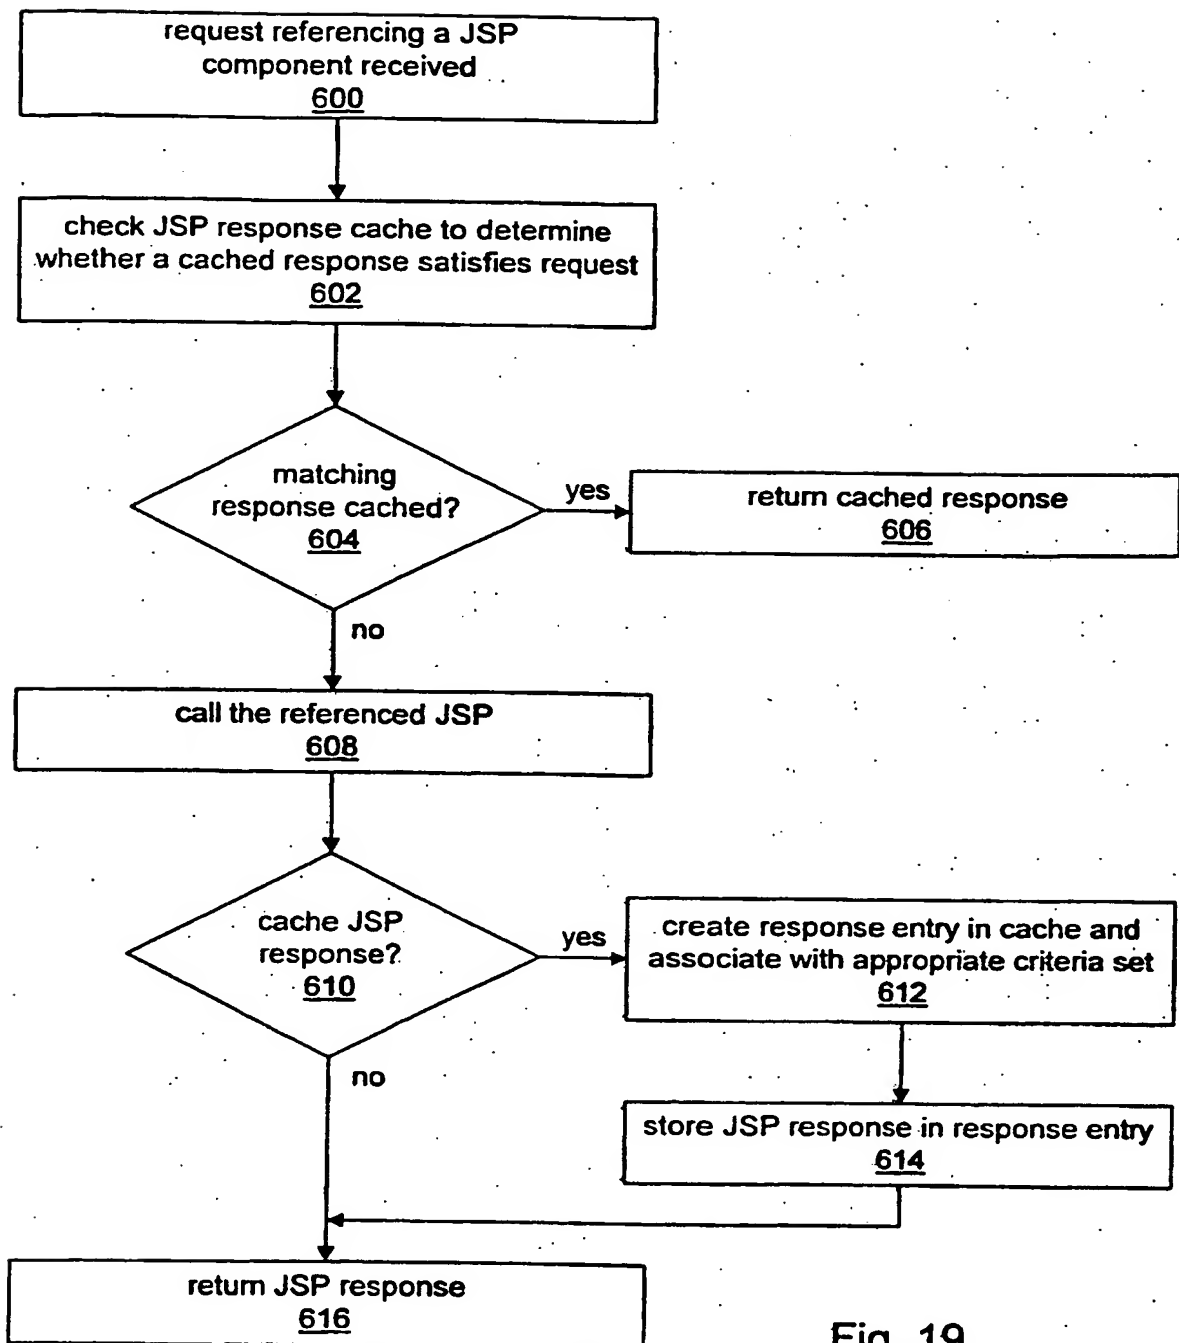 request referencing a JSP
component received
600
check JSP response cache to determine
whether a cached response satisfies request
602
matching
response cached?
604
yes
return cached response
606
no
call the referenced JSP
608
cache JSP
response?
610
yes
create response entry in cache and
associate with appropriate criteria set
612
no
store JSP response in response entry
614
return JSP response
616
Fig. 19